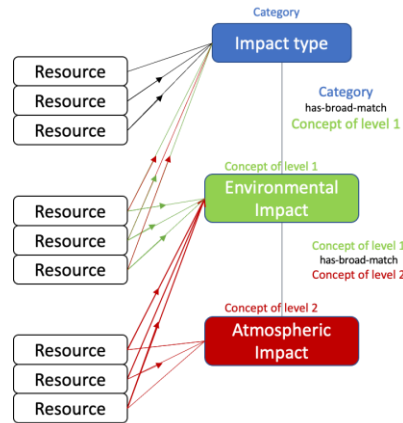 Category
Impact type
Resource
Resource
Resource
Category
has-broad-match
Concept of level 1
Concept of level 1
Environmental
Impact
Resource
Resource
Resource
Concept of level 1
has-broad-match
Concept of level 2
Concept of level 2
Atmospheric
Impact
Resource
Resource
Resource